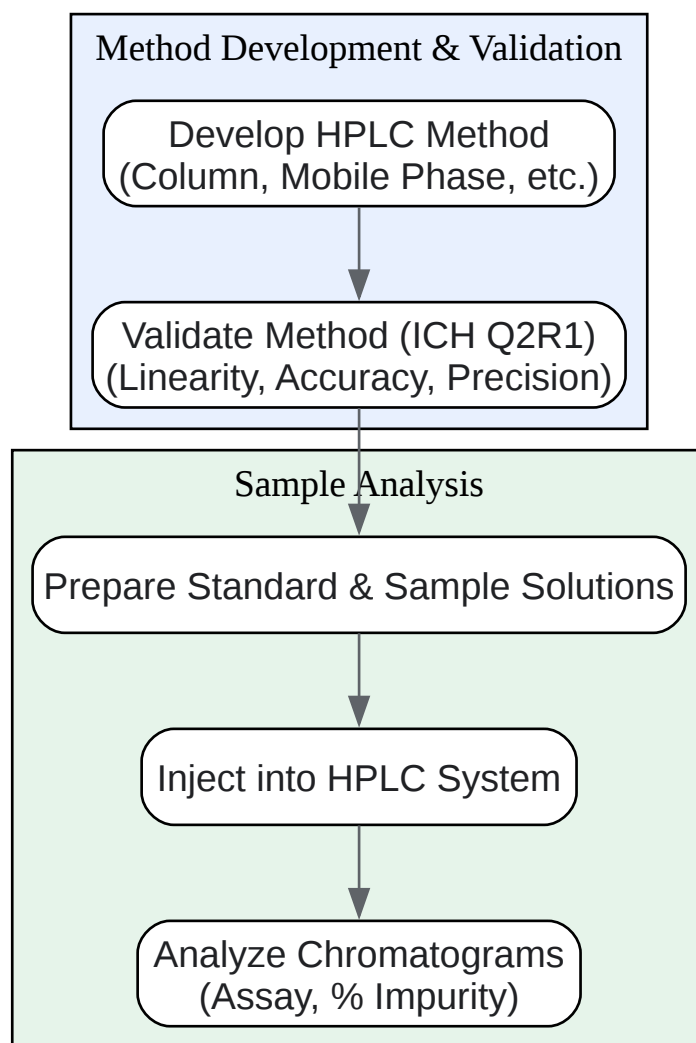 Method Development & Validation
Develop HPLC Method
(Column, Mobile Phase, etc.)
Validate Method (ICH Q2R1)
(Linearity, Accuracy, Precision)
Sample Analysis
Prepare Standard & Sample Solutions
Inject into HPLC System
Analyze Chromatograms
(Assay, % Impurity)